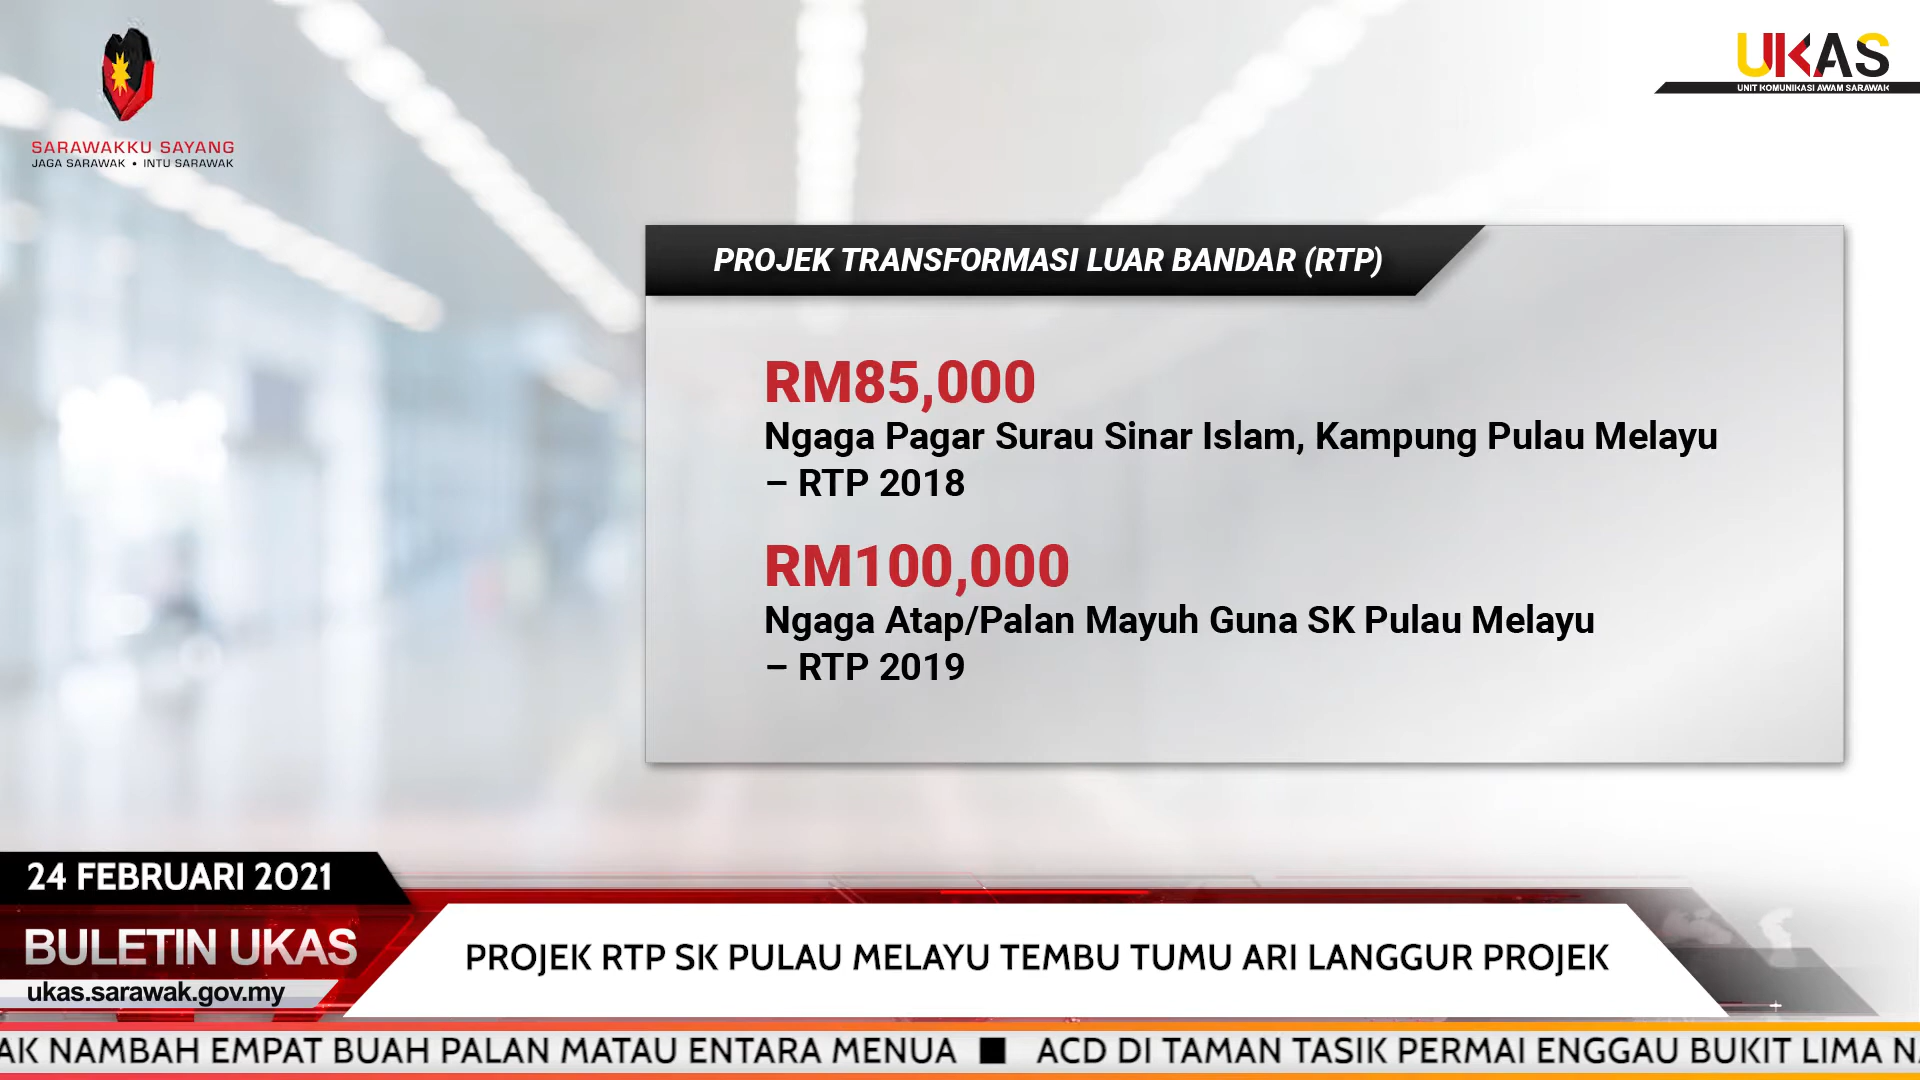 SARAWAKKU SAYANG
JAGA SARAWAK • INTU SARAWAK
UKAS
UNIT KOMUNIKASI AWAM SARAWAK
PROJEK TRANSFORMASI LUAR BANDAR (RTP)
RM85,000
Ngaga Pagar Surau Sinar Islam, Kampung Pulau Melayu
– RTP 2018
RM100,000
Ngaga Atap/Palan Mayuh Guna SK Pulau Melayu
– RTP 2019
24 FEBRUARI 2021
BULETIN UKAS
ukas.sarawak.gov.my
PROJEK RTP SK PULAU MELAYU TEMBU TUMU ARI LANGGUR PROJEK
AK NAMBAH EMPAT BUAH PALAN MATAU ENTARA MENUA ■ ACD DI TAMAN TASIK PERMAI ENGGAU BUKIT LIMA